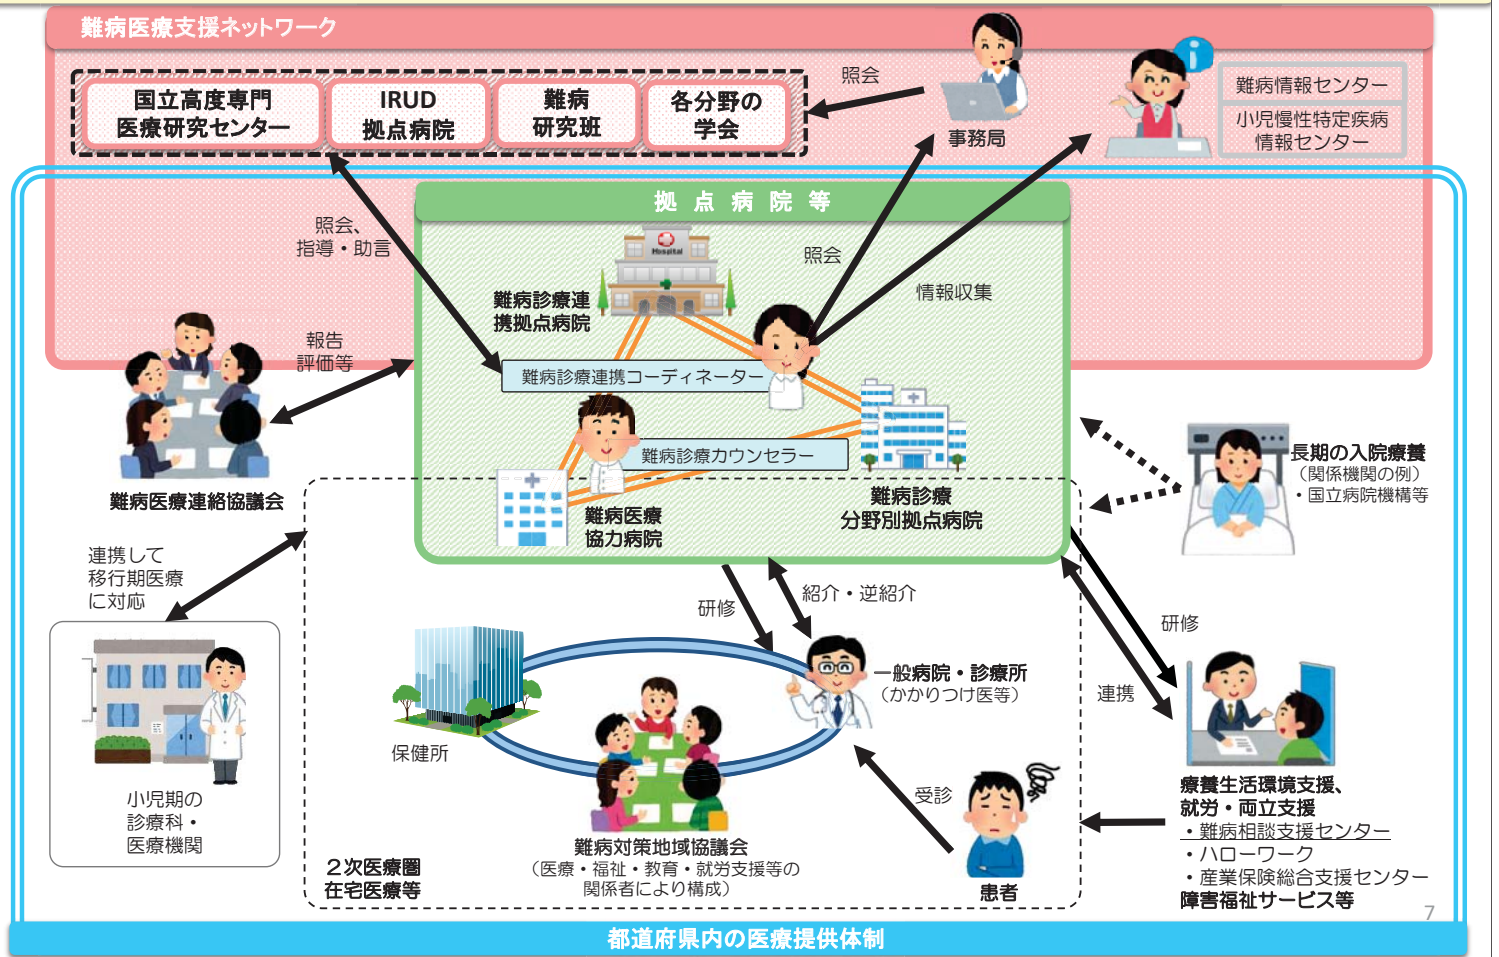 難病医療支援ネットワーク
国立高度専門
医療研究センター
IRUD
拠点病院
難病
研究班
各分野の
学会
照会
事務局
i
難病情報センター
小児慢性特定疾病
情報センター
拠点病院等
照会、
指導・助言
照会
情報収集
Hospital
難病診療連
携拠点病院
報告
評価等
難病診療連携コーディネーター
難病診療カウンセラー
難病医療連絡協議会
難病医療
協力病院
難病診療
分野別拠点病院
長期の入院療養
（関係機関の例）
・国立病院機構等
連携して
移行期医療
に対応
研修
紹介・逆紹介
研修
連携
一般病院・診療所
（かかりつけ医等）
保健所
小児期の
診療科・
医療機関
受診
難病対策地域協議会
（医療・福祉・教育・就労支援等の
関係者により構成）
２次医療圏
在宅医療等
患者
療養生活環境支援、
就労・両立支援
・難病相談支援センター
・ハローワーク
・産業保険総合支援センター
障害福祉サービス等
7
都道府県内の医療提供体制